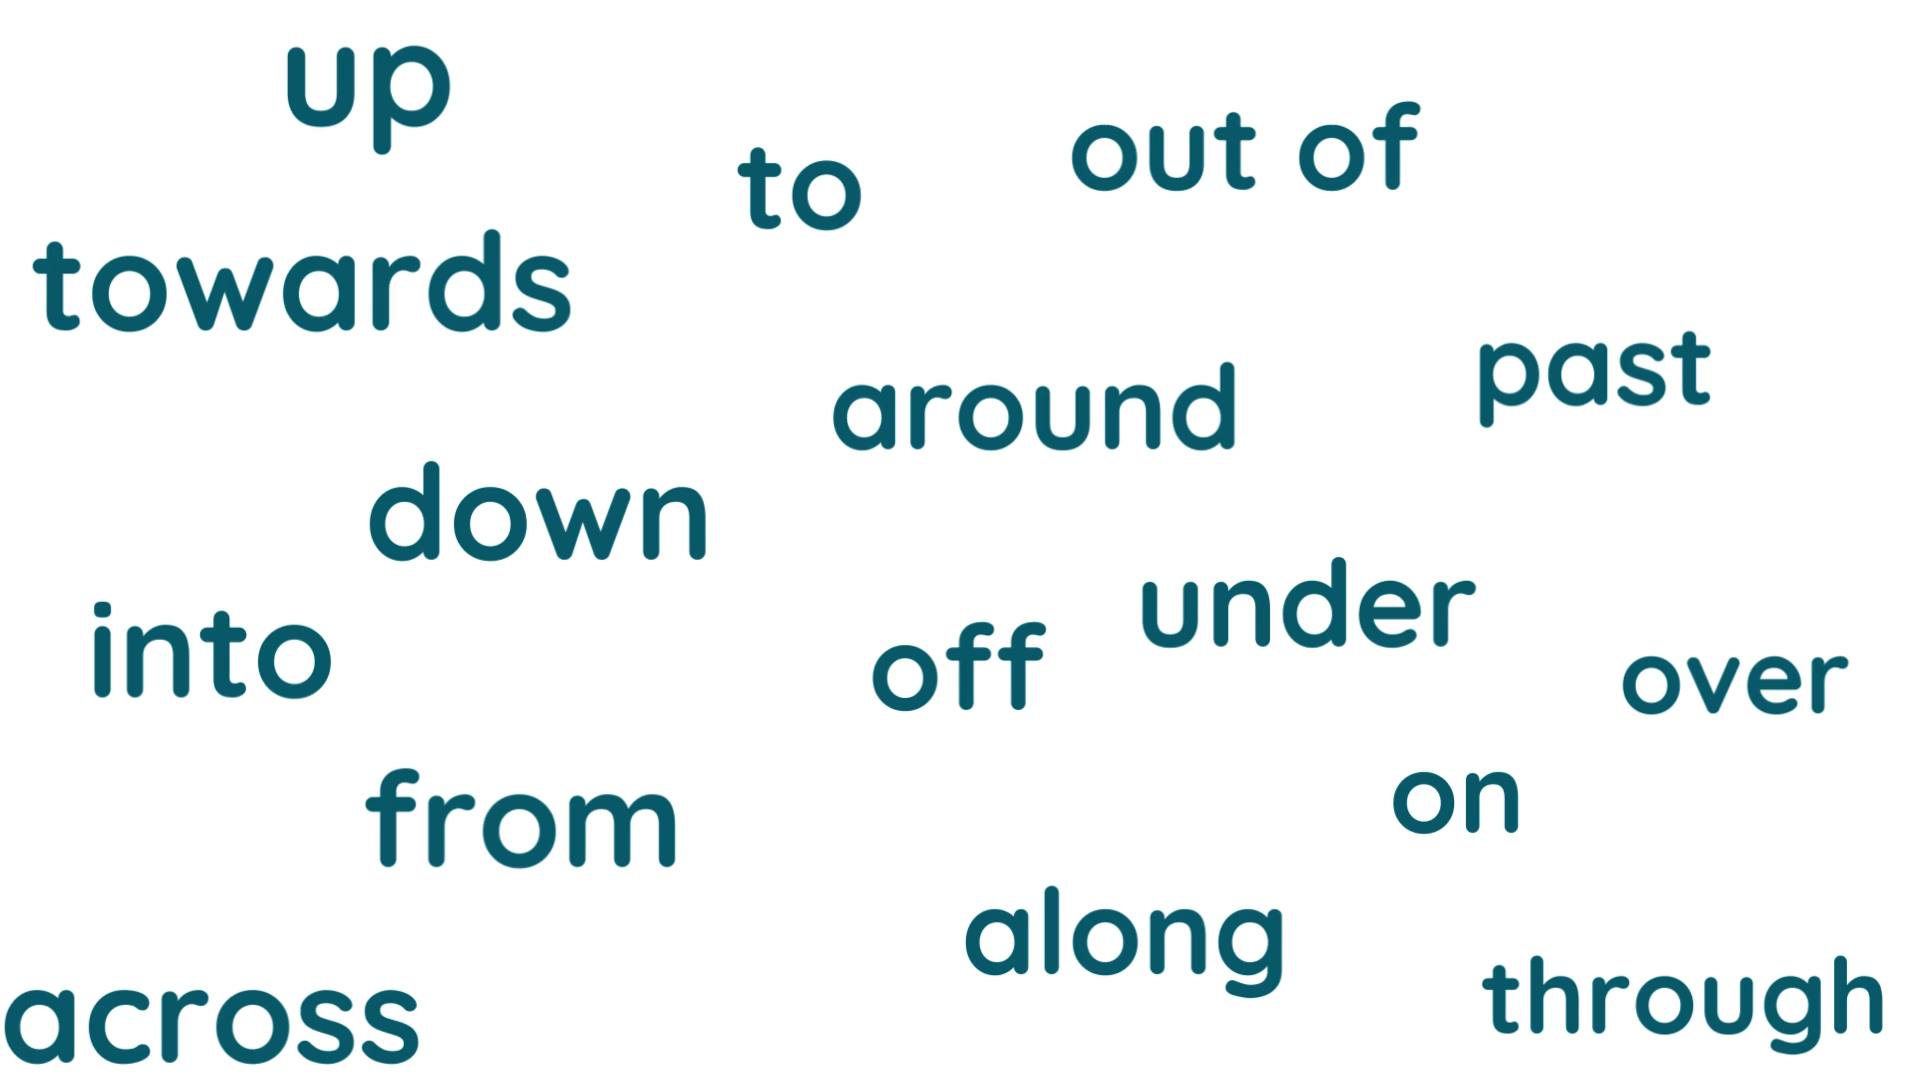 up
to
out of
towards
past
around
down
under
into
off
over
from
on
along
across
through